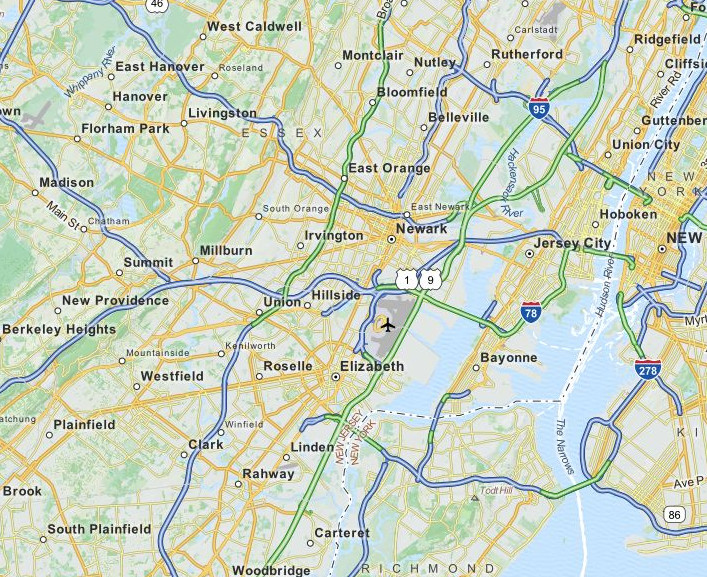 46
West Caldwell
Montclair
Nutley
Carlstadt
Rutherford
Ridgefield
East Hanover
Roseland
Whippany River
River Rd
Hanover
Livingston
Bloomfield
95
Belleville
Florham Park
ESSEX
Union City
Hackensack
River
East Orange
NEW
YORK
Madison
Main St
Chatham
South Orange
East Newark
Newark
Hoboken
Irvington
Jersey City
NEW
Millburn
Summit
Hudson River
1
9
New Providence
Union
Hillside
78
Berkeley Heights
Kenilworth
Mountainside
Roselle
Elizabeth
Bayonne
278
Westfield
Plainfield
Winfield
NEW JERSEY
NEW YORK
The Narrows
Clark
Linden
Rahway
Brook
Todt Hill
Ave P
86
South Plainfield
Carteret
Woodbridge
RICHMOND